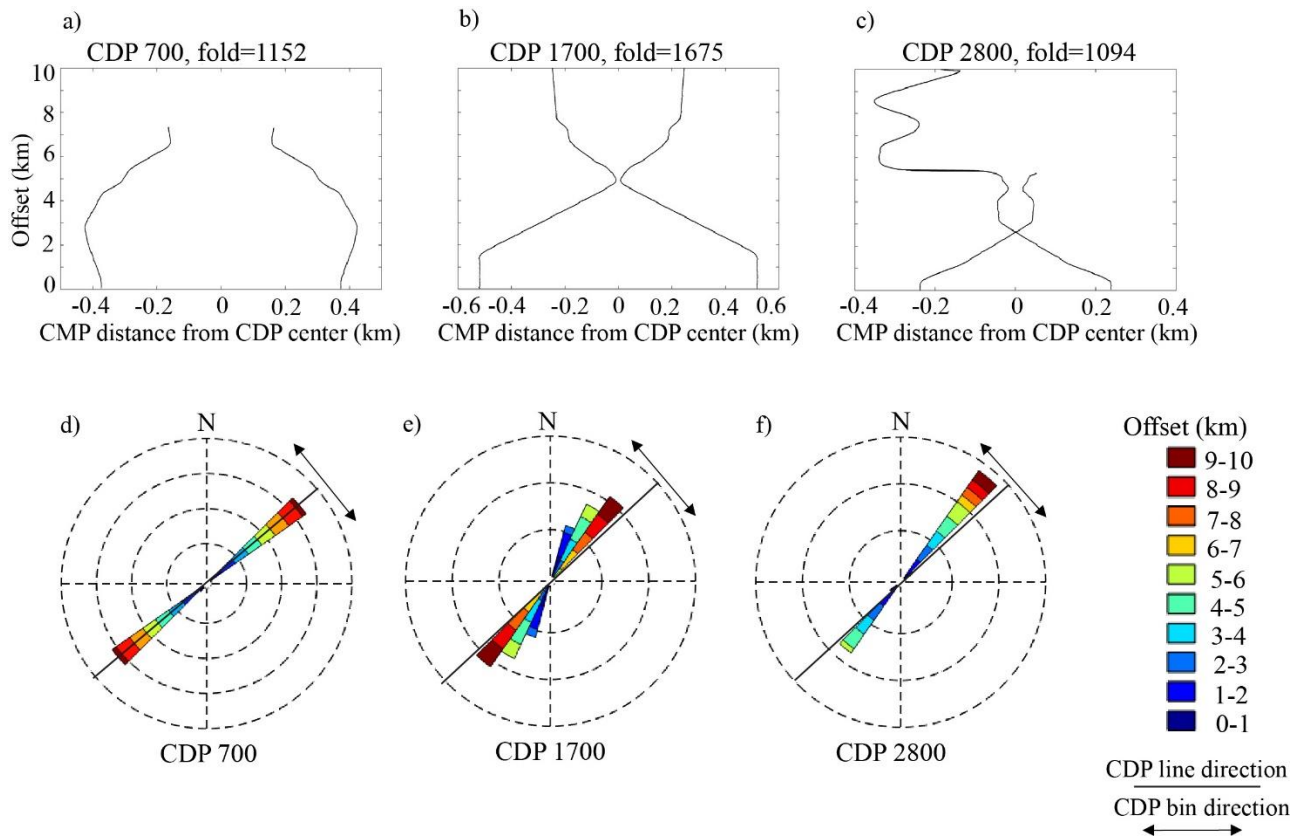 a)
CDP 700, fold=1152
10
8
6
4
2
0
Offset (km)
-0.4 -0.2 0 0.2 0.4
CMP distance from CDP center (km)
b)
CDP 1700, fold=1675
-0.6 -0.4 -0.2 0 0.2 0.4 0.6
CMP distance from CDP center (km)
c)
CDP 2800, fold=1094
-0.4 -0.2 0 0.2 0.4
CMP distance from CDP center (km)
d)
N
CDP 700
e)
N
CDP 1700
f)
N
CDP 2800
Offset (km)
9-10
8-9
7-8
6-7
5-6
4-5
3-4
2-3
1-2
0-1
CDP line direction
CDP bin direction